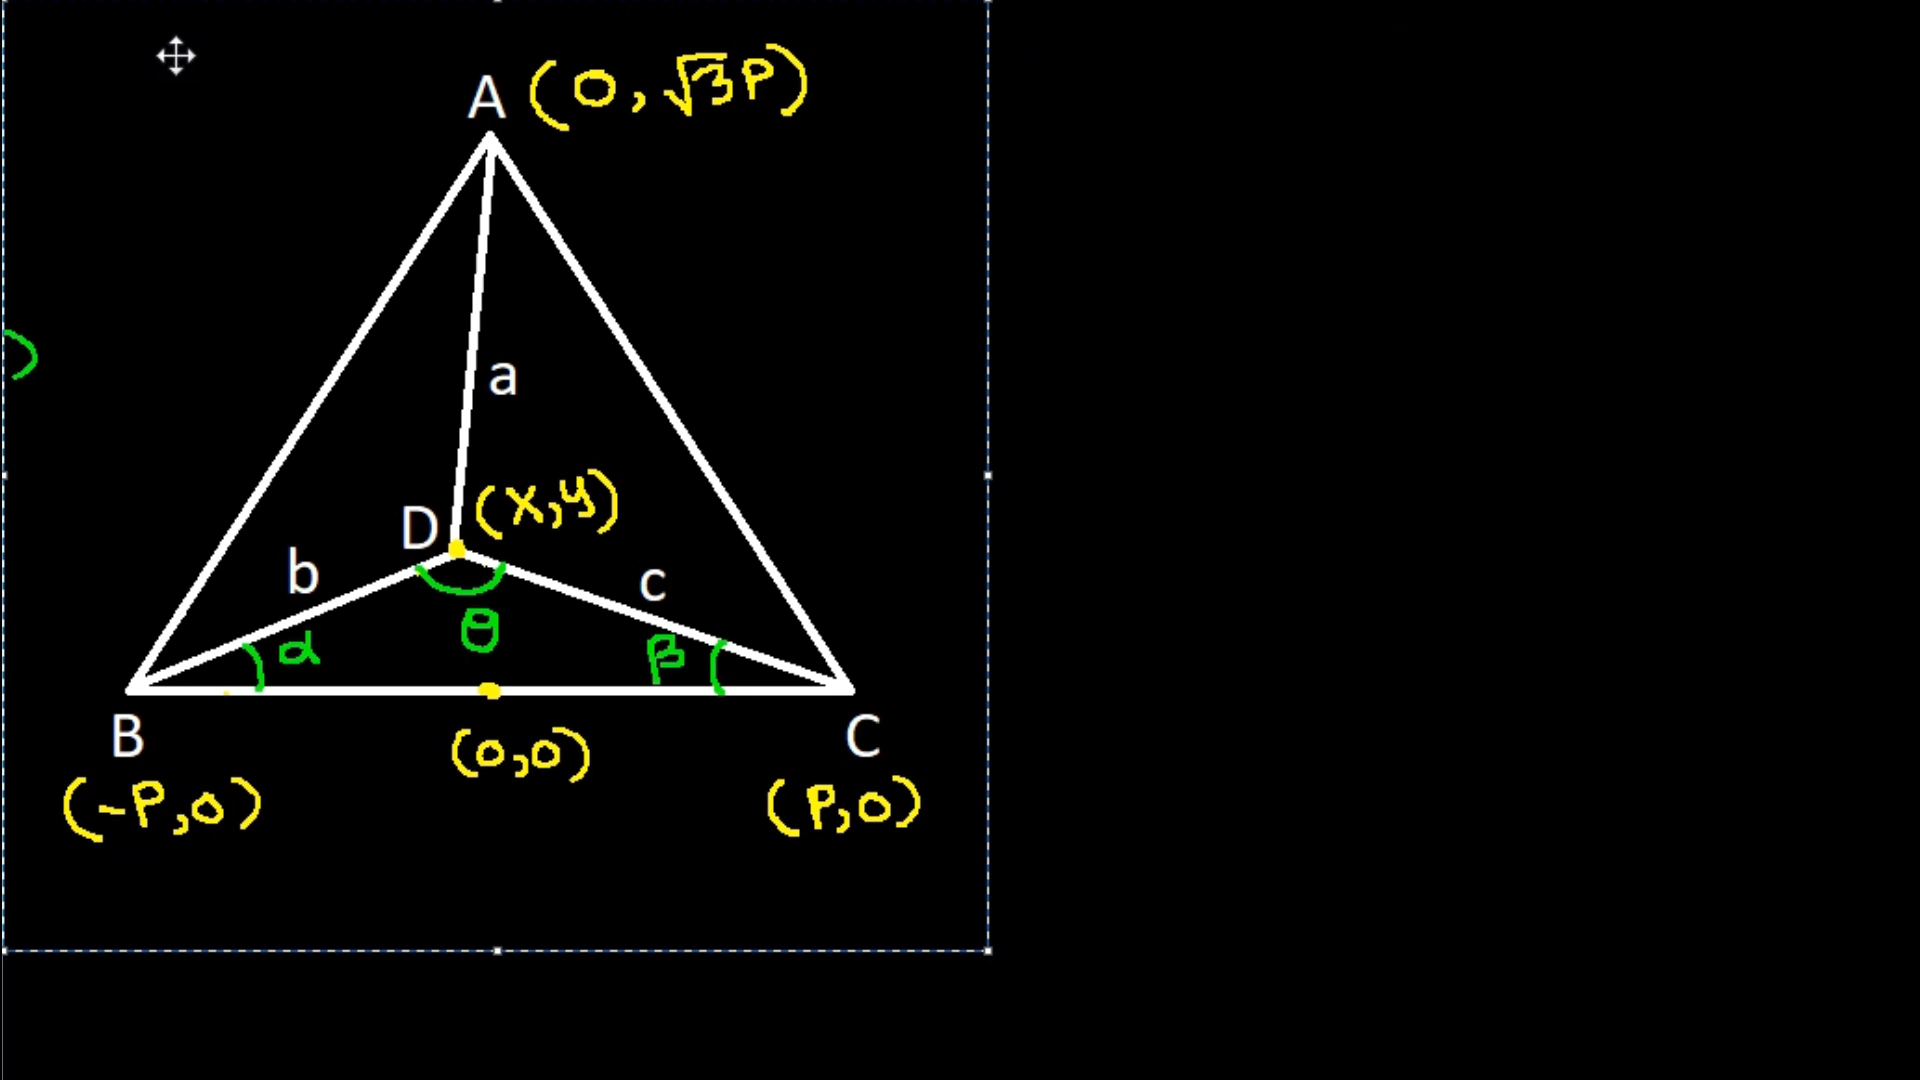 A (0, √3P)
a
D (x,y)
b
c
α
θ
β
B
(0,0)
C
(-P,0)
(P,0)